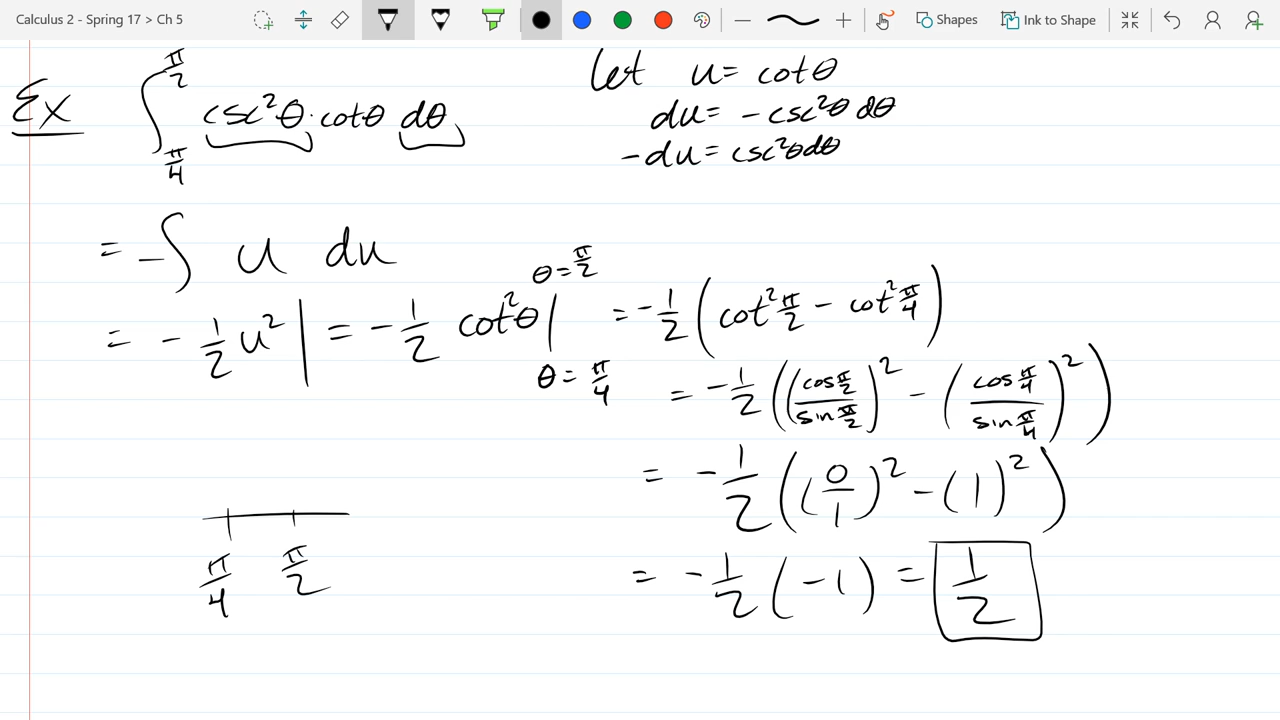 Calculus 2 - Spring 17 > Ch 5
Shapes
Ink to Shape
Ex ∫_{π/4}^{π/2} csc²θ · cotθ dθ
let u = cotθ
du = - csc²θ dθ
-du = csc²θdθ
= -∫ u du
= - 1/2 u² | = - 1/2 cot²θ |_{θ = π/4}^{θ = π/2} = - 1/2 (cot² π/2 - cot² π/4)
= - 1/2 ((cos π/2 / sin π/2)² - (cos π/4 / sin π/4)²)
= - 1/2 ((0/1)² - (1)²)
= - 1/2 (-1) = 1/2
π/4 π/2